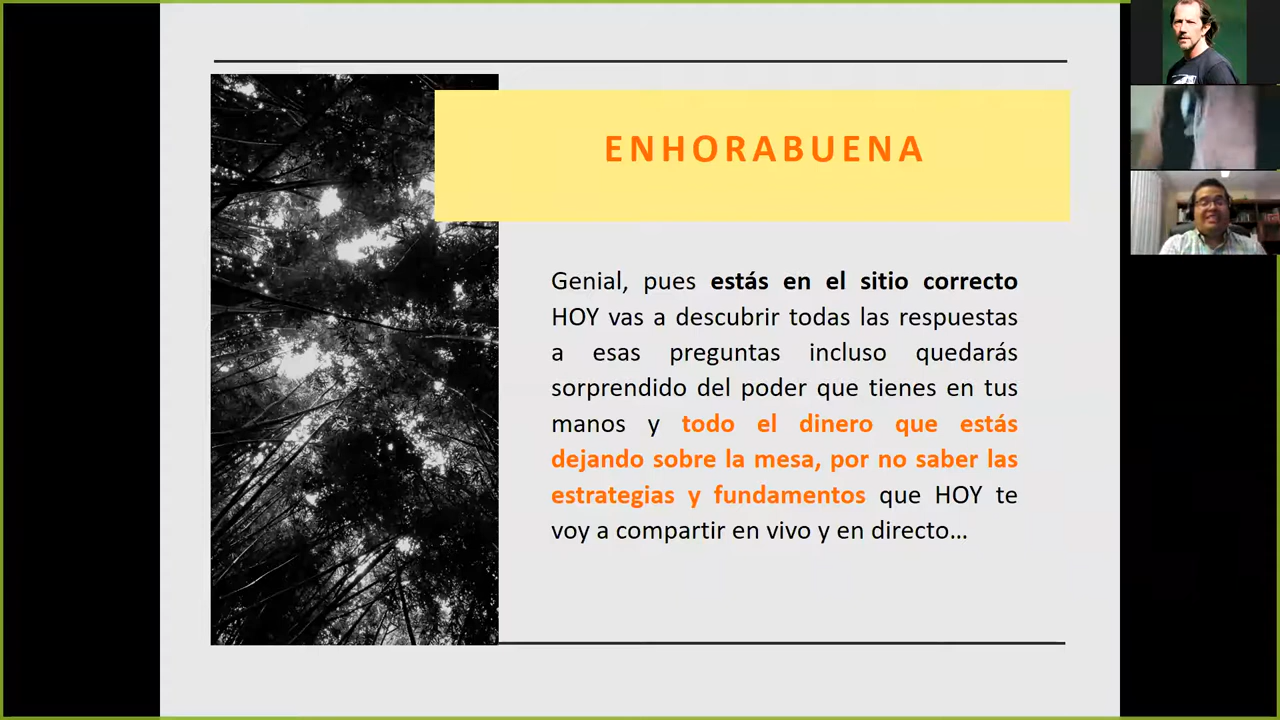 ENHORABUENA
Genial, pues estás en el sitio correcto
HOY vas a descubrir todas las respuestas
a esas preguntas incluso quedarás
sorprendido del poder que tienes en tus
manos y todo el dinero que estás
dejando sobre la mesa, por no saber las
estrategias y fundamentos que HOY te
voy a compartir en vivo y en directo…